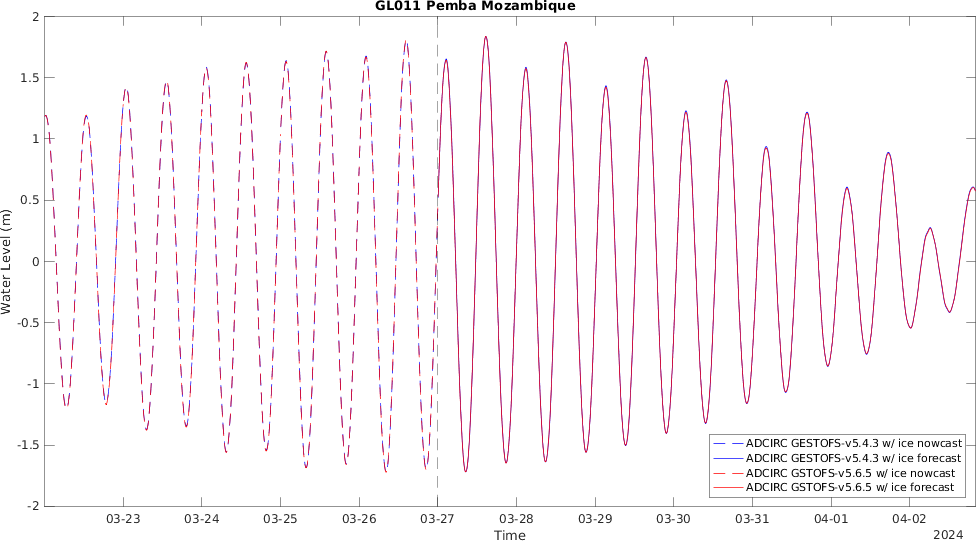 GL011 Pemba Mozambique
2
1.5
1
0.5
0
-0.5
-1
-1.5
-2
Water Level (m)
ADCIRC GESTOFS-v5.4.3 w/ ice nowcast
ADCIRC GESTOFS-v5.4.3 w/ ice forecast
ADCIRC GSTOFS-v5.6.5 w/ ice nowcast
ADCIRC GSTOFS-v5.6.5 w/ ice forecast
03-23 03-24 03-25 03-26 03-27 03-28 03-29 03-30 03-31 04-01 04-02
Time
2024